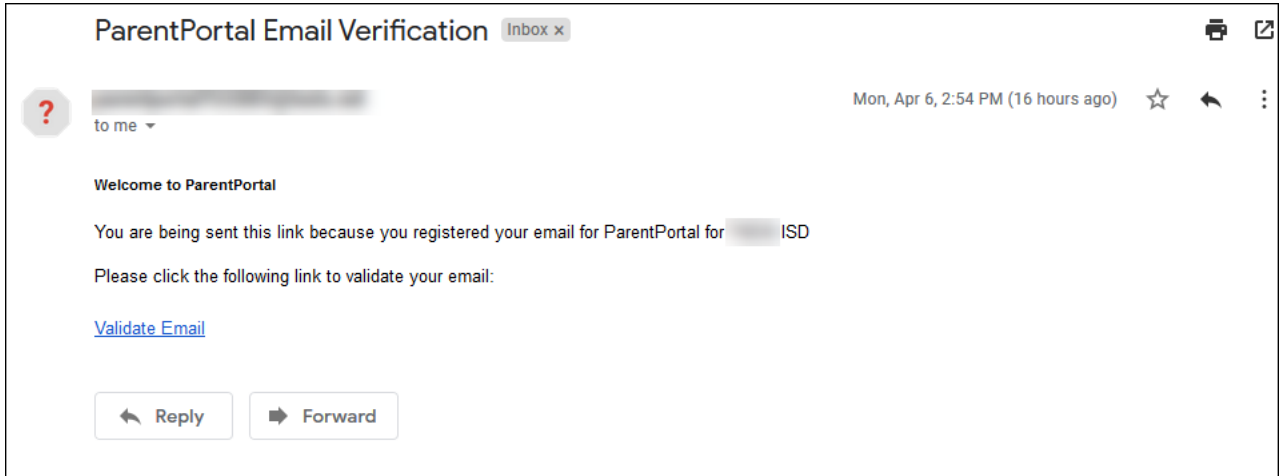 ParentPortal Email Verification Inbox x
?
Mon, Apr 6, 2:54 PM (16 hours ago)
to me
Welcome to ParentPortal
You are being sent this link because you registered your email for ParentPortal for ISD
Please click the following link to validate your email:
Validate Email
Reply Forward